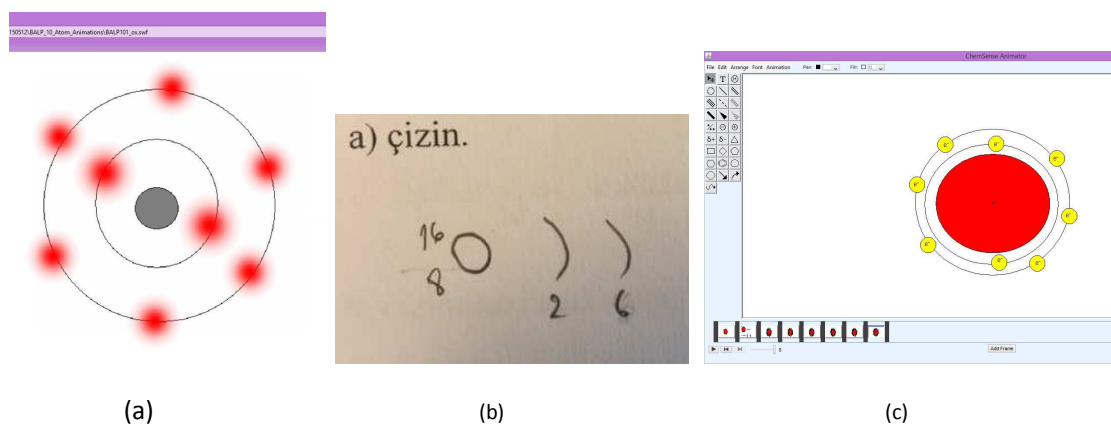 150512\BALP_10_Atom_Animations\BALP101_ox.swf
(a)
a) çizin.
16
8
O
2 6
(b)
ChemSense Animator
File Edit Arrange Font Animation Pen: Fill:
T
δ+ δ-
e⁻ e⁻ e⁻ e⁻ e⁻ e⁻ e⁻ e⁻
8
Add Frame
(c)